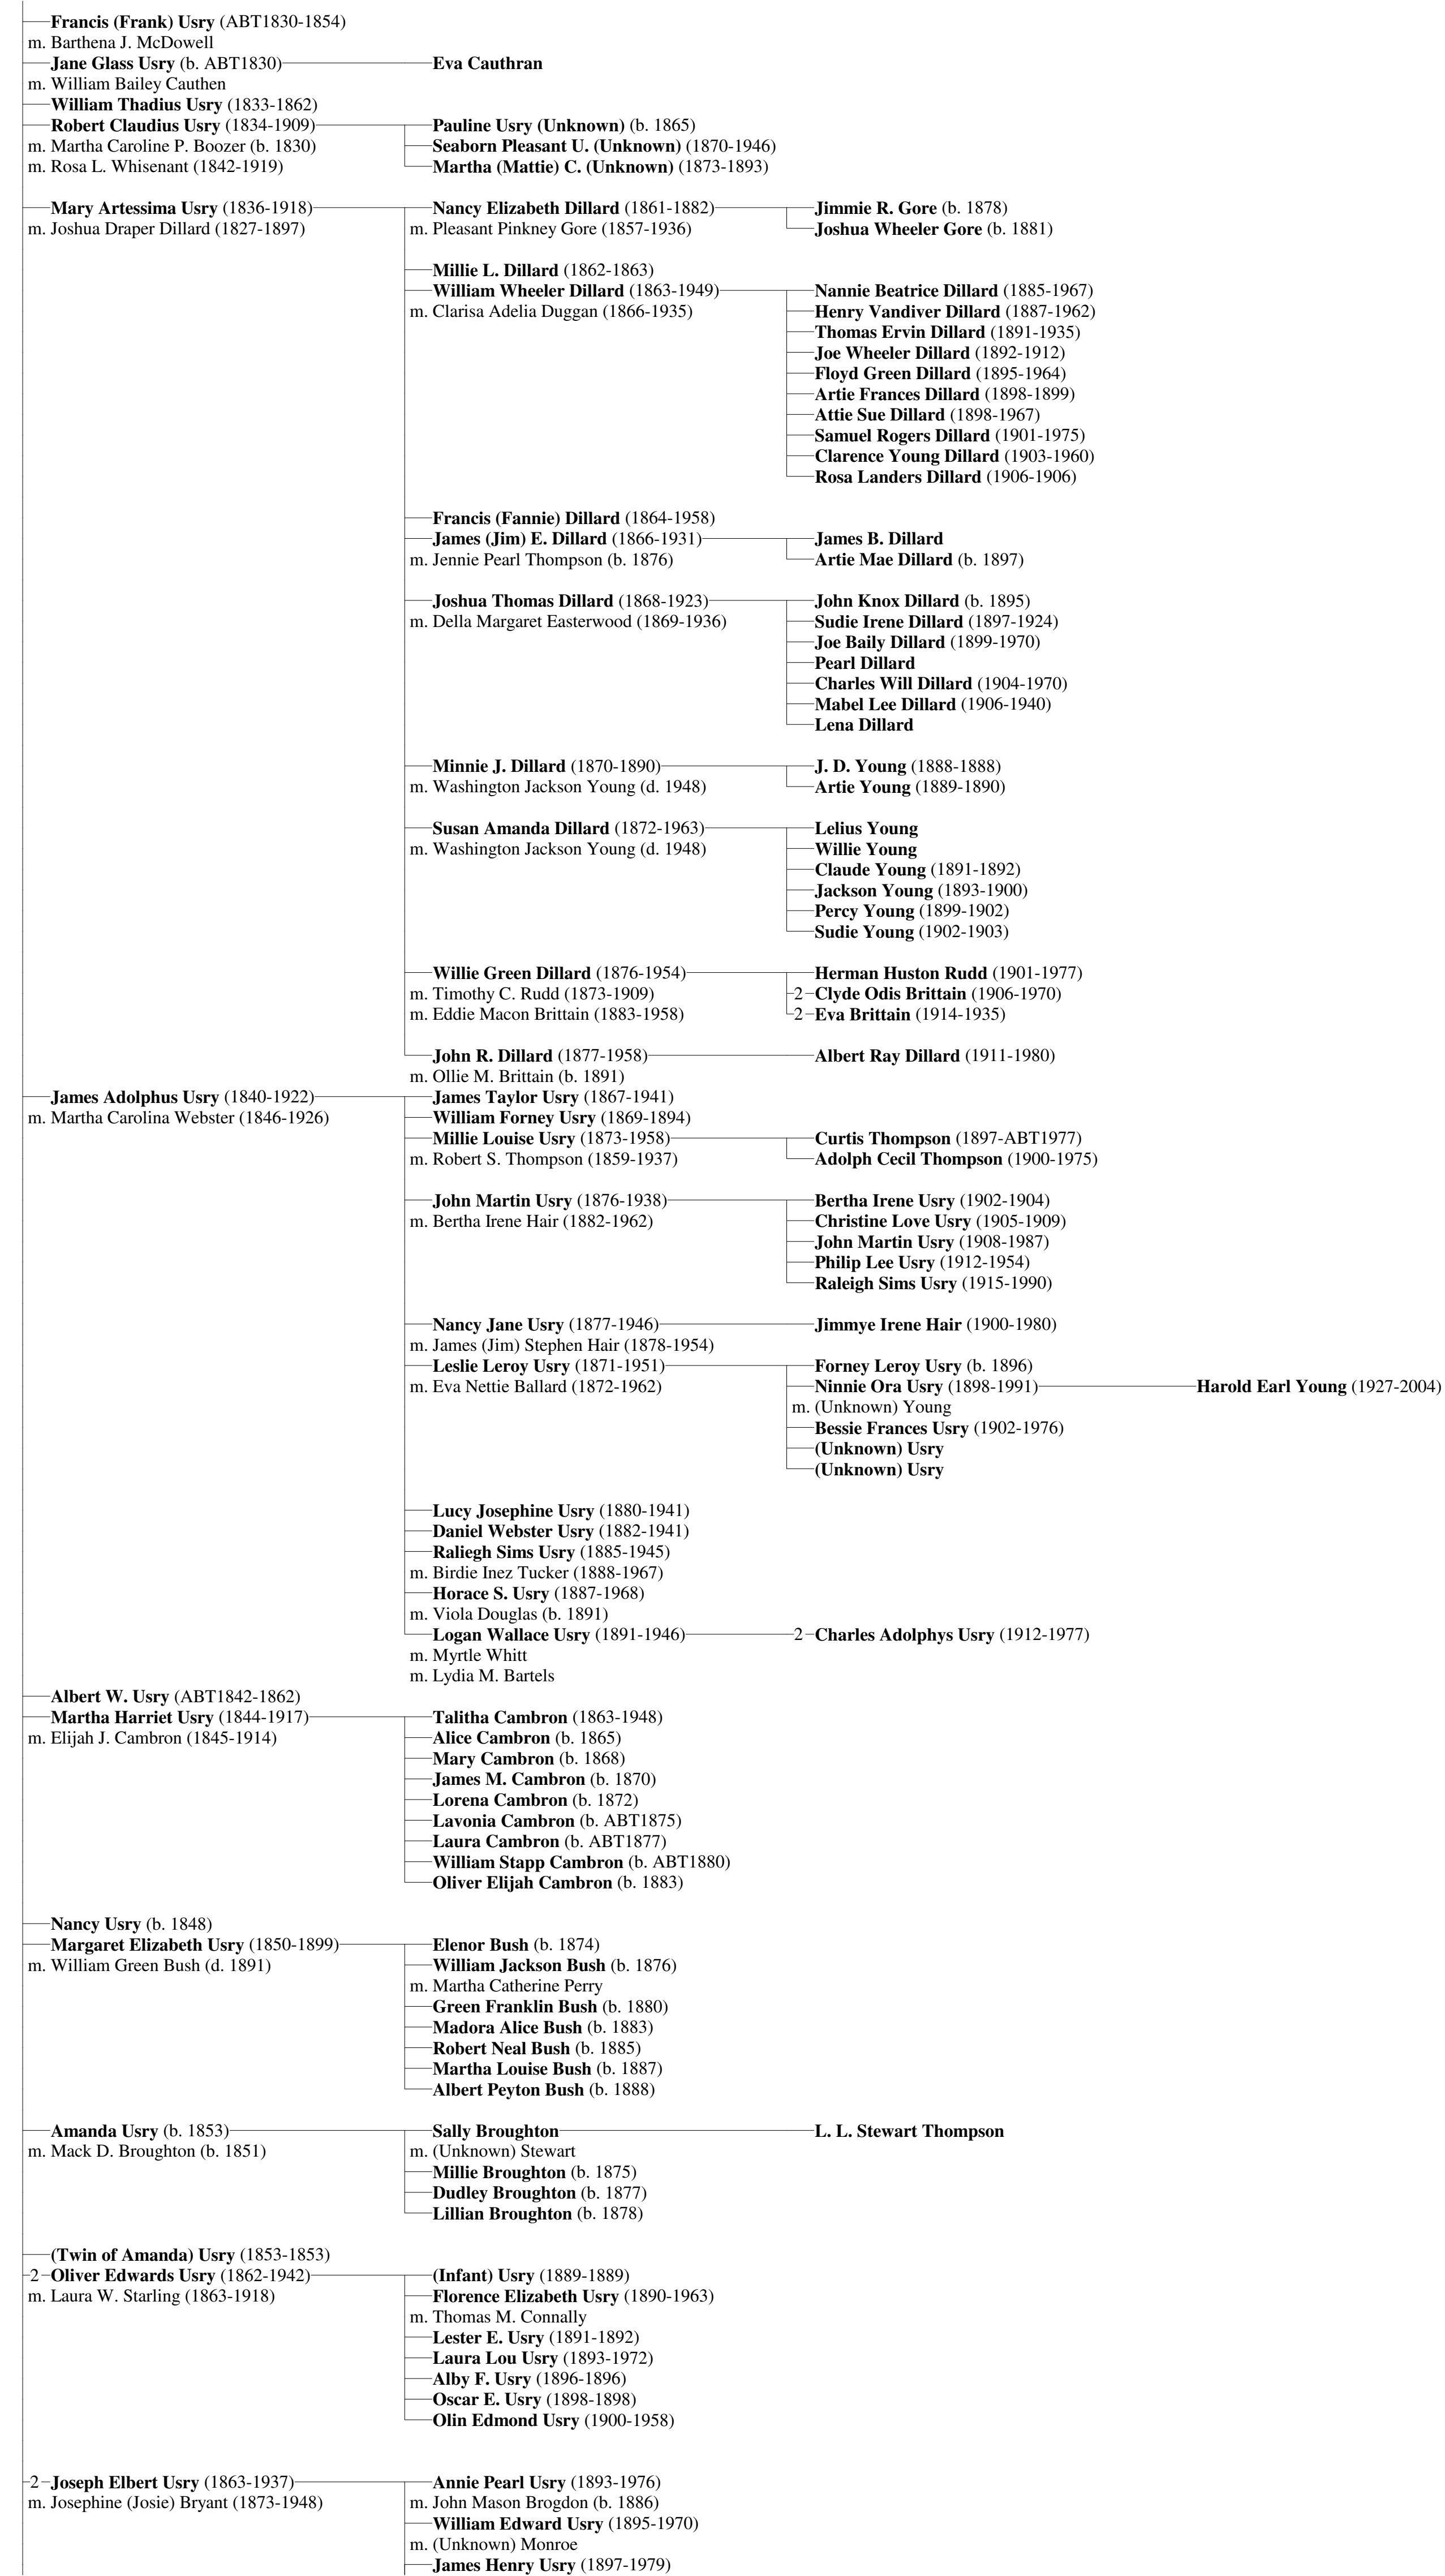 Francis (Frank) Usry (ABT1830-1854)
m. Barthena J. McDowell
Jane Glass Usry (b. ABT1830) Eva Cauthran
m. William Bailey Cauthen
William Thadius Usry (1833-1862)
Robert Claudius Usry (1834-1909) Pauline Usry (Unknown) (b. 1865)
m. Martha Caroline P. Boozer (b. 1830) Seaborn Pleasant U. (Unknown) (1870-1946)
m. Rosa L. Whisenant (1842-1919) Martha (Mattie) C. (Unknown) (1873-1893)
Mary Artessima Usry (1836-1918) Nancy Elizabeth Dillard (1861-1882) Jimmie R. Gore (b. 1878)
m. Joshua Draper Dillard (1827-1897) m. Pleasant Pinkney Gore (1857-1936) Joshua Wheeler Gore (b. 1881)
Millie L. Dillard (1862-1863)
William Wheeler Dillard (1863-1949) Nannie Beatrice Dillard (1885-1967)
m. Clarisa Adelia Duggan (1866-1935) Henry Vandiver Dillard (1887-1962)
Thomas Ervin Dillard (1891-1935)
Joe Wheeler Dillard (1892-1912)
Floyd Green Dillard (1895-1964)
Artie Frances Dillard (1898-1899)
Attie Sue Dillard (1898-1967)
Samuel Rogers Dillard (1901-1975)
Clarence Young Dillard (1903-1960)
Rosa Landers Dillard (1906-1906)
Francis (Fannie) Dillard (1864-1958)
James (Jim) E. Dillard (1866-1931) James B. Dillard
m. Jennie Pearl Thompson (b. 1876) Artie Mae Dillard (b. 1897)
Joshua Thomas Dillard (1868-1923) John Knox Dillard (b. 1895)
m. Della Margaret Easterwood (1869-1936) Sudie Irene Dillard (1897-1924)
Joe Baily Dillard (1899-1970)
Pearl Dillard
Charles Will Dillard (1904-1970)
Mabel Lee Dillard (1906-1940)
Lena Dillard
Minnie J. Dillard (1870-1890) J. D. Young (1888-1888)
m. Washington Jackson Young (d. 1948) Artie Young (1889-1890)
Susan Amanda Dillard (1872-1963) Lelius Young
m. Washington Jackson Young (d. 1948) Willie Young
Claude Young (1891-1892)
Jackson Young (1893-1900)
Percy Young (1899-1902)
Sudie Young (1902-1903)
Willie Green Dillard (1876-1954) Herman Huston Rudd (1901-1977)
m. Timothy C. Rudd (1873-1909) 2 Clyde Odis Brittain (1906-1970)
m. Eddie Macon Brittain (1883-1958) 2 Eva Brittain (1914-1935)
John R. Dillard (1877-1958) Albert Ray Dillard (1911-1980)
m. Ollie M. Brittain (b. 1891)
James Adolphus Usry (1840-1922) James Taylor Usry (1867-1941)
m. Martha Carolina Webster (1846-1926) William Forney Usry (1869-1894)
Millie Louise Usry (1873-1958) Curtis Thompson (1897-ABT1977)
m. Robert S. Thompson (1859-1937) Adolph Cecil Thompson (1900-1975)
John Martin Usry (1876-1938) Bertha Irene Usry (1902-1904)
m. Bertha Irene Hair (1882-1962) Christine Love Usry (1905-1909)
John Martin Usry (1908-1987)
Philip Lee Usry (1912-1954)
Raleigh Sims Usry (1915-1990)
Nancy Jane Usry (1877-1946) Jimmye Irene Hair (1900-1980)
m. James (Jim) Stephen Hair (1878-1954)
Leslie Leroy Usry (1871-1951) Forney Leroy Usry (b. 1896)
m. Eva Nettie Ballard (1872-1962) Ninnie Ora Usry (1898-1991) Harold Earl Young (1927-2004)
m. (Unknown) Young
Bessie Frances Usry (1902-1976)
(Unknown) Usry
(Unknown) Usry
Lucy Josephine Usry (1880-1941)
Daniel Webster Usry (1882-1941)
Raliegh Sims Usry (1885-1945)
m. Birdie Inez Tucker (1888-1967)
Horace S. Usry (1887-1968)
m. Viola Douglas (b. 1891)
Logan Wallace Usry (1891-1946) 2 Charles Adolphys Usry (1912-1977)
m. Myrtle Whitt
m. Lydia M. Bartels
Albert W. Usry (ABT1842-1862)
Martha Harriet Usry (1844-1917) Talitha Cambron (1863-1948)
m. Elijah J. Cambron (1845-1914) Alice Cambron (b. 1865)
Mary Cambron (b. 1868)
James M. Cambron (b. 1870)
Lorena Cambron (b. 1872)
Lavonia Cambron (b. ABT1875)
Laura Cambron (b. ABT1877)
William Stapp Cambron (b. ABT1880)
Oliver Elijah Cambron (b. 1883)
Nancy Usry (b. 1848)
Margaret Elizabeth Usry (1850-1899) Elenor Bush (b. 1874)
m. William Green Bush (d. 1891) William Jackson Bush (b. 1876)
m. Martha Catherine Perry
Green Franklin Bush (b. 1880)
Madora Alice Bush (b. 1883)
Robert Neal Bush (b. 1885)
Martha Louise Bush (b. 1887)
Albert Peyton Bush (b. 1888)
Amanda Usry (b. 1853) Sally Broughton L. L. Stewart Thompson
m. Mack D. Broughton (b. 1851) m. (Unknown) Stewart
Millie Broughton (b. 1875)
Dudley Broughton (b. 1877)
Lillian Broughton (b. 1878)
(Twin of Amanda) Usry (1853-1853)
2 Oliver Edwards Usry (1862-1942) (Infant) Usry (1889-1889)
m. Laura W. Starling (1863-1918) Florence Elizabeth Usry (1890-1963)
m. Thomas M. Connally
Lester E. Usry (1891-1892)
Laura Lou Usry (1893-1972)
Alby F. Usry (1896-1896)
Oscar E. Usry (1898-1898)
Olin Edmond Usry (1900-1958)
2 Joseph Elbert Usry (1863-1937) Annie Pearl Usry (1893-1976)
m. Josephine (Josie) Bryant (1873-1948) m. John Mason Brogdon (b. 1886)
William Edward Usry (1895-1970)
m. (Unknown) Monroe
James Henry Usry (1897-1979)